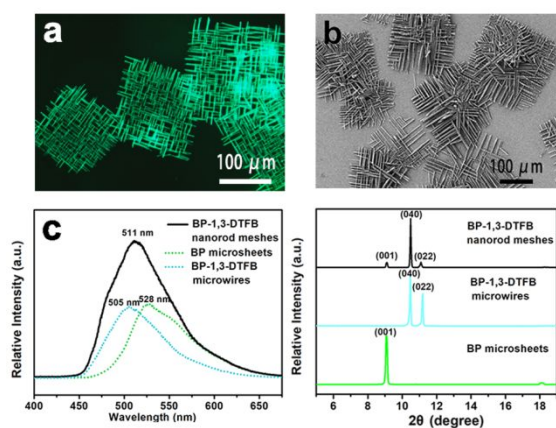 a
100 μm
b
100 μm
c
511 nm
505 nm
528 nm
BP-1,3-DTFB
nanorod meshes
BP microsheets
BP-1,3-DTFB
microwires
Relative Intensity (a.u.)
400
450
500
550
600
650
Wavelength (nm)
(040)
(001)
(022)
BP-1,3-DTFB
nanorod meshes
(040)
(022)
BP-1,3-DTFB
microwires
(001)
BP microsheets
Relative Intensity (a.u.)
6
8
10
12
14
16
18
2θ (degree)